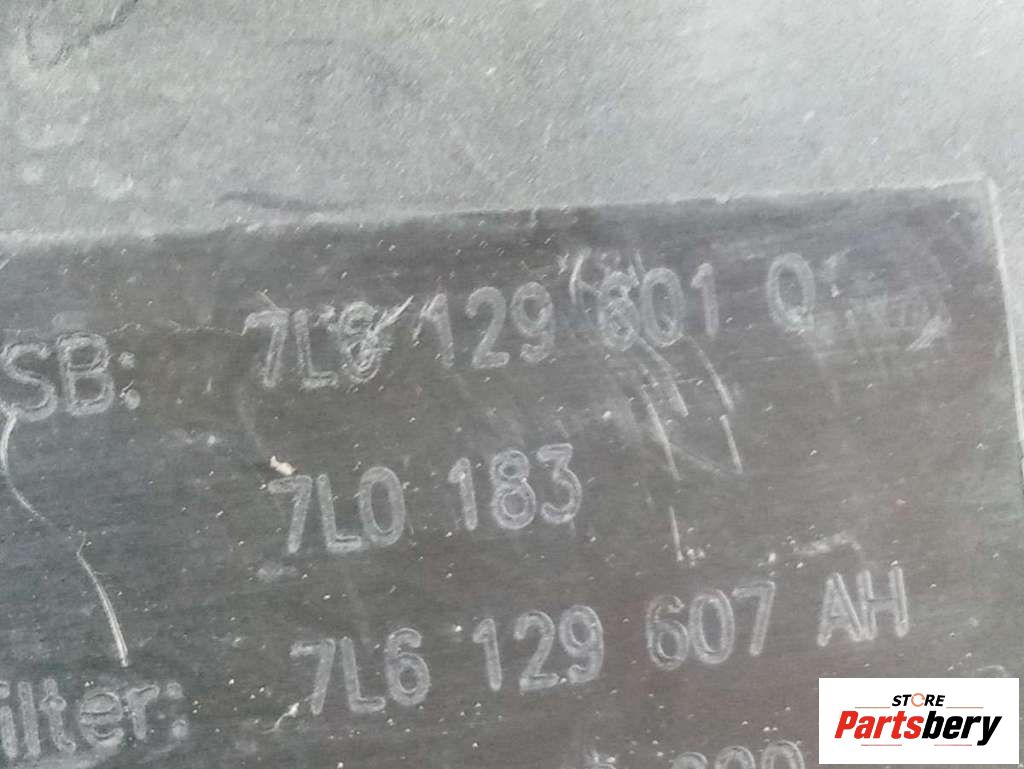 SB: 7L6 129 601 Q
7L0 183
7L6 129 607 AH
ilter:
STORE
Partsbery